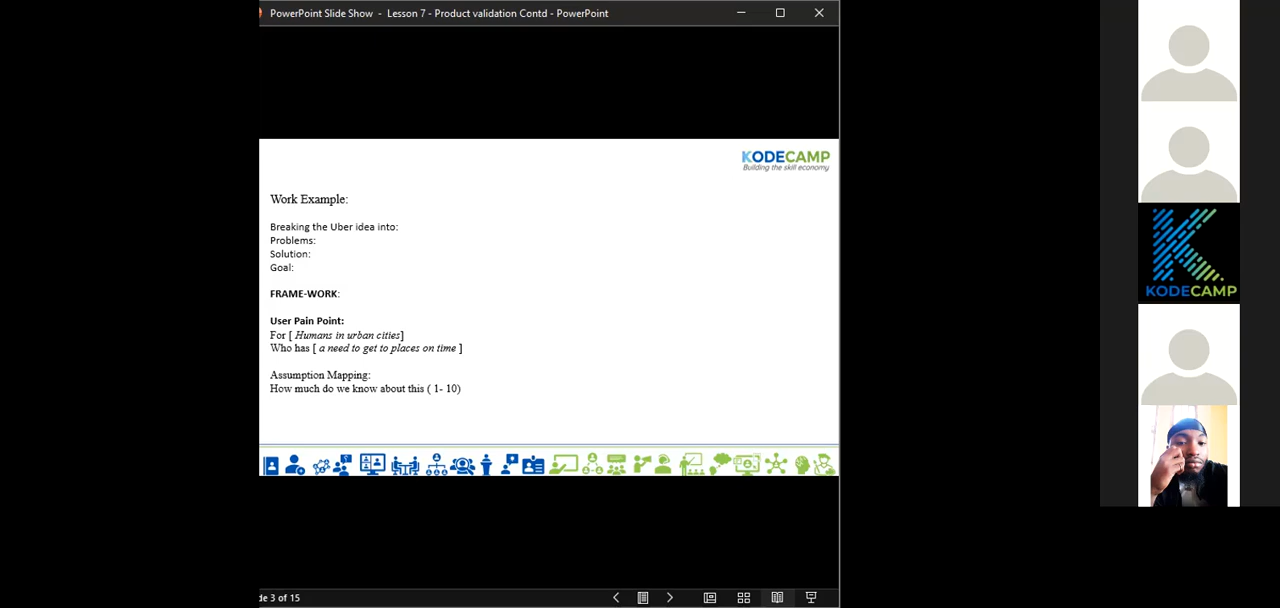 PowerPoint Slide Show - Lesson 7 - Product validation Contd - PowerPoint
KODECAMP
Building the skill economy
Work Example:
Breaking the Uber idea into:
Problems:
Solution:
Goal:
FRAME-WORK:
User Pain Point:
For [ Humans in urban cities]
Who has [ a need to get to places on time ]
Assumption Mapping:
How much do we know about this ( 1- 10)
de 3 of 15
K
KODECAMP